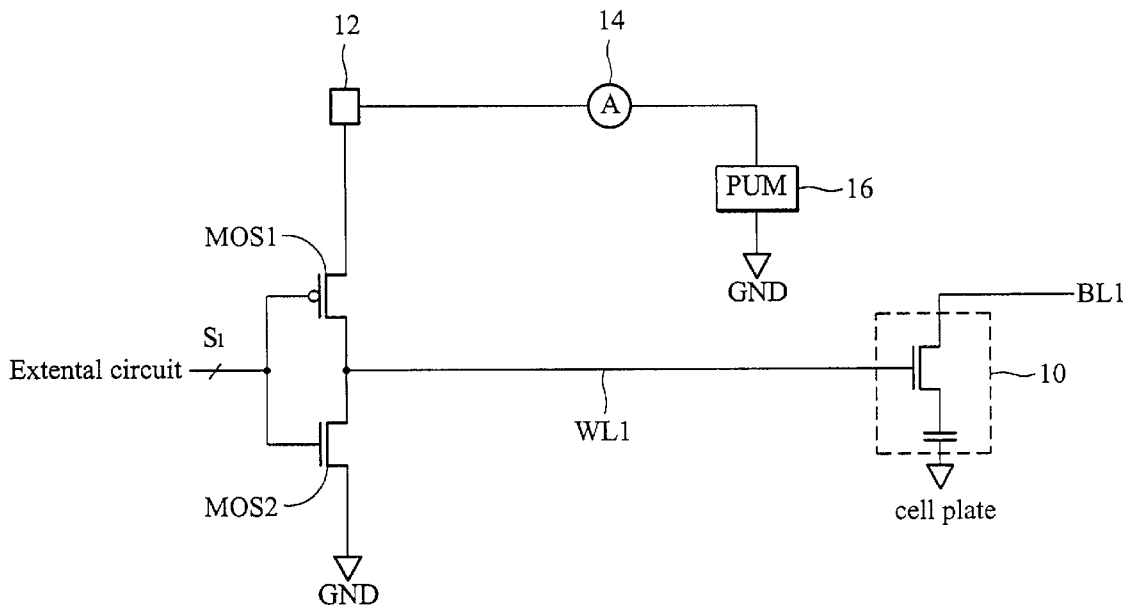 12
14
A
PUM
16
MOS1
GND
BL1
S1
Extental circuit
10
WL1
MOS2
cell plate
GND